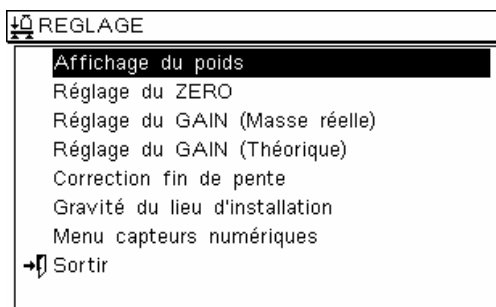 REGLAGE
Affichage du poids
Réglage du ZERO
Réglage du GAIN (Masse réelle)
Réglage du GAIN (Théorique)
Correction fin de pente
Gravité du lieu d'installation
Menu capteurs numériques
Sortir